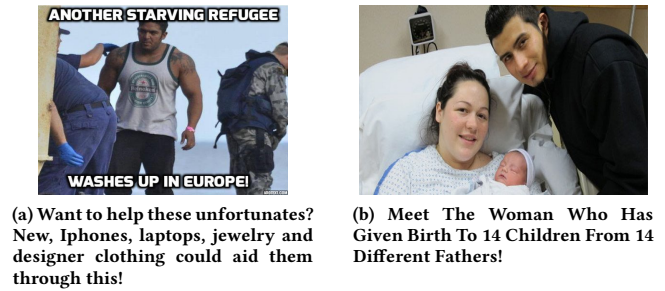 ANOTHER STARVING REFUGEE
Heineken
WASHES UP IN EUROPE!
(a) Want to help these unfortunates?
New, Iphones, laptops, jewelry and
designer clothing could aid them
through this!
(b) Meet The Woman Who Has
Given Birth To 14 Children From 14
Different Fathers!